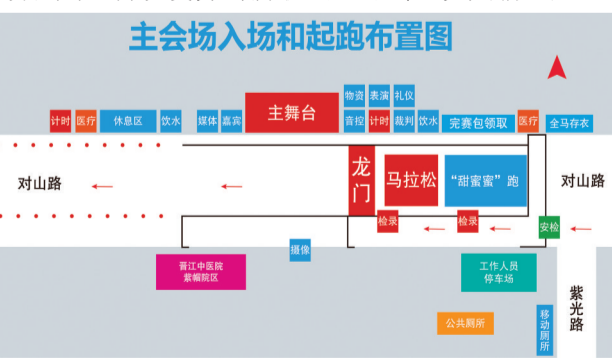 主会场入场和起跑布置图
物资
表演
礼仪
计时
医疗
休息区
饮水
媒体
嘉宾
主舞台
音控
计时
裁判
饮水
完赛包领取
医疗
全马存衣
对山路
龙门
马拉松
“甜蜜蜜”跑
对山路
检录
检录
安检
摄像
晋江中医院
紫帽院区
工作人员
停车场
紫光路
公共厕所
移动厕所